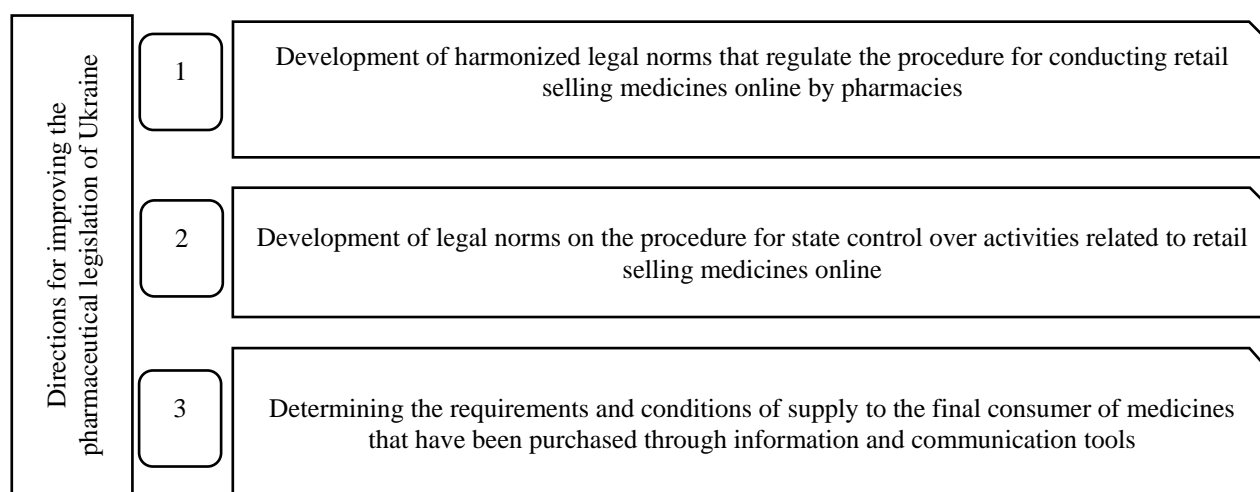 Directions for improving the
pharmaceutical legislation of Ukraine
1
Development of harmonized legal norms that regulate the procedure for conducting retail
selling medicines online by pharmacies
2
Development of legal norms on the procedure for state control over activities related to retail
selling medicines online
3
Determining the requirements and conditions of supply to the final consumer of medicines
that have been purchased through information and communication tools